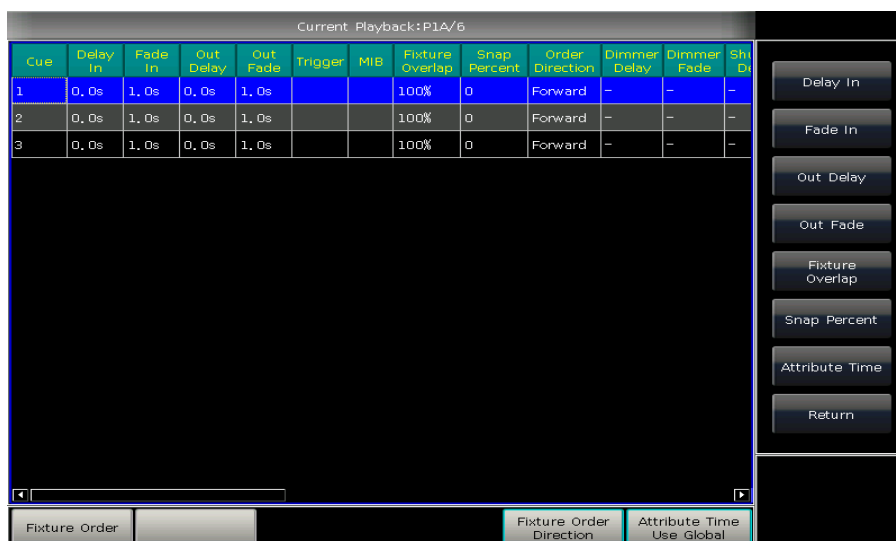 Current Playback:P1A/6
Cue Delay In Fade In Out Delay Out Fade Trigger MIB Fixture Overlap Snap Percent Order Direction Dimmer Delay Dimmer Fade
1 0.0s 1.0s 0.0s 1.0s 100% 0 Forward – – –
2 0.0s 1.0s 0.0s 1.0s 100% 0 Forward – – –
3 0.0s 1.0s 0.0s 1.0s 100% 0 Forward – – –
Delay In
Fade In
Out Delay
Out Fade
Fixture
Overlap
Snap Percent
Attribute Time
Return
Fixture Order
Fixture Order
Direction
Attribute Time
Use Global